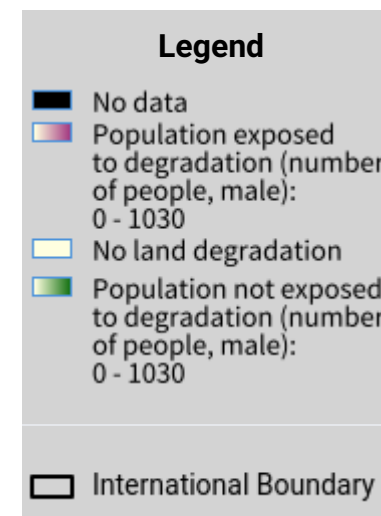 Legend
No data
Population exposed
to degradation (number
of people, male):
0 - 1030
No land degradation
Population not exposed
to degradation (number
of people, male):
0 - 1030
International Boundary